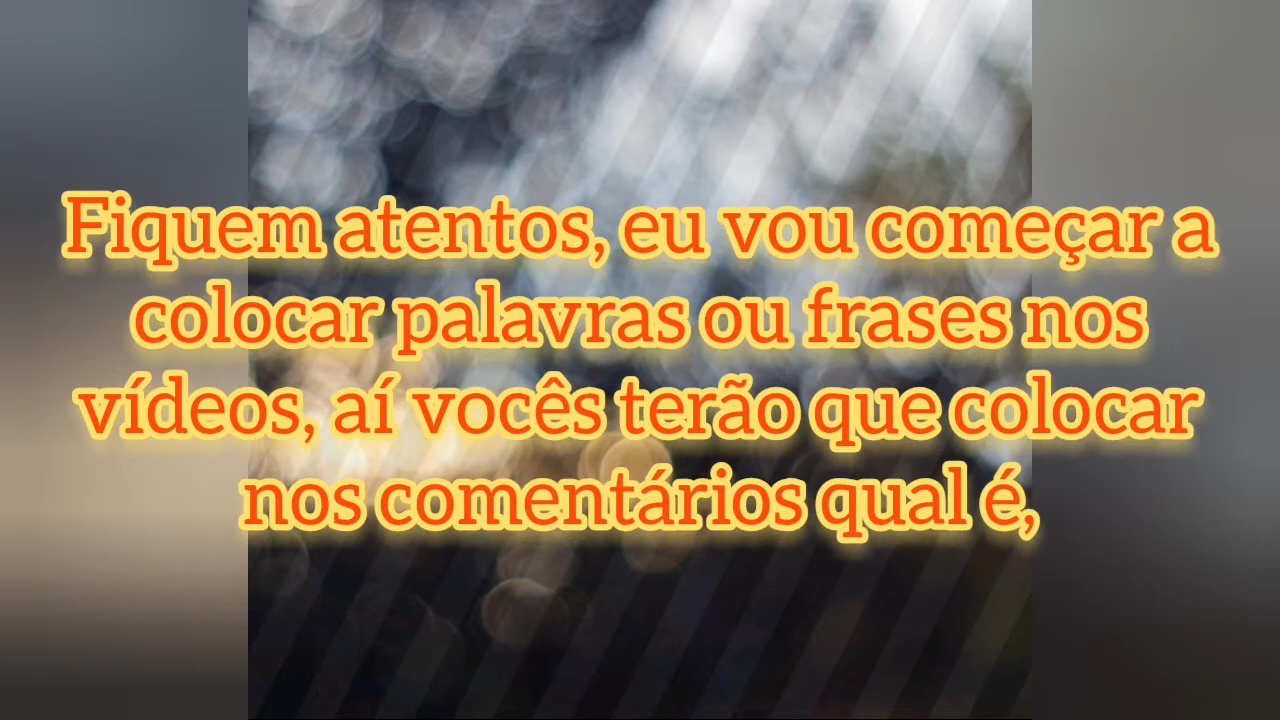 Fiquem atentos, eu vou começar a
colocar palavras ou frases nos
vídeos, aí vocês terão que colocar
nos comentários qual é,